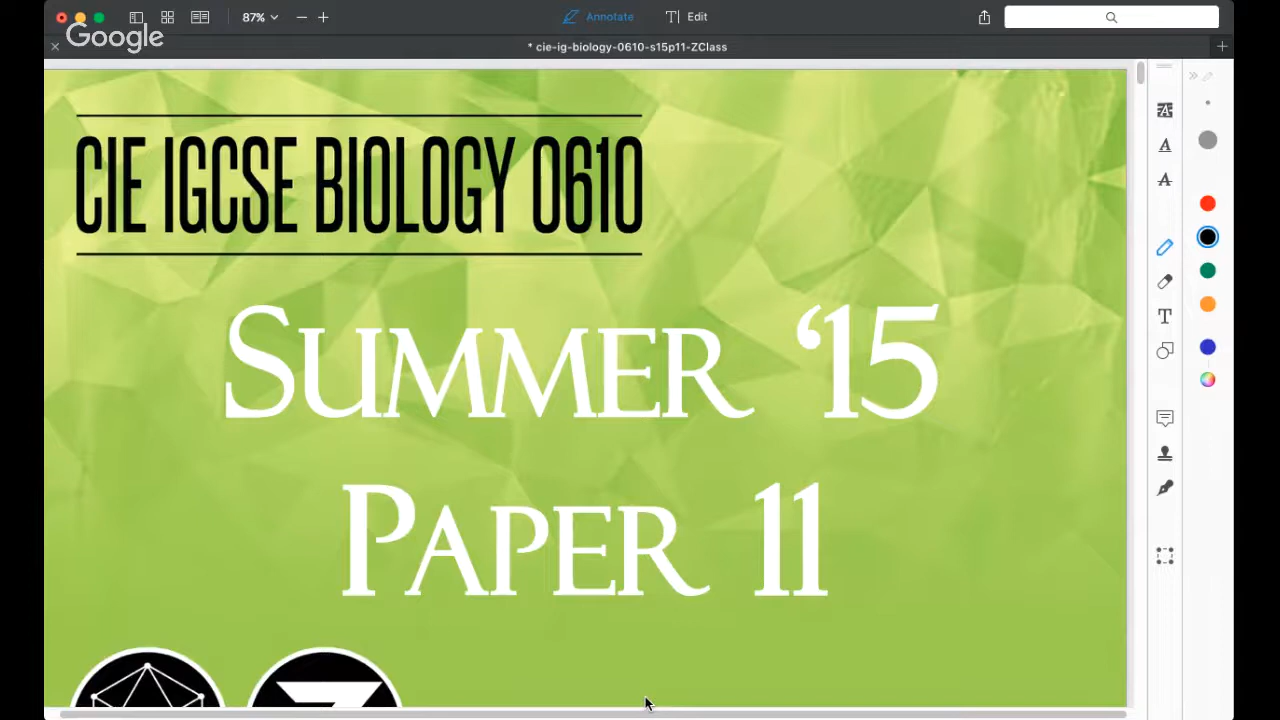 87%
Annotate
T Edit
Google
* cie-ig-biology-0610-s15p11-ZClass
CIE IGCSE BIOLOGY 0610
SUMMER '15
PAPER 11